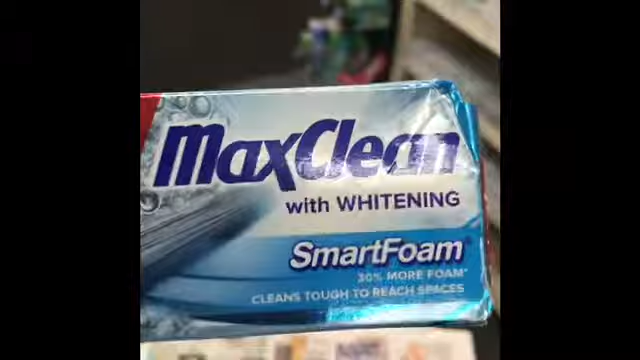 MaxClean
with WHITENING
SmartFoam®
30% MORE FOAM*
CLEANS TOUGH TO REACH SPACES